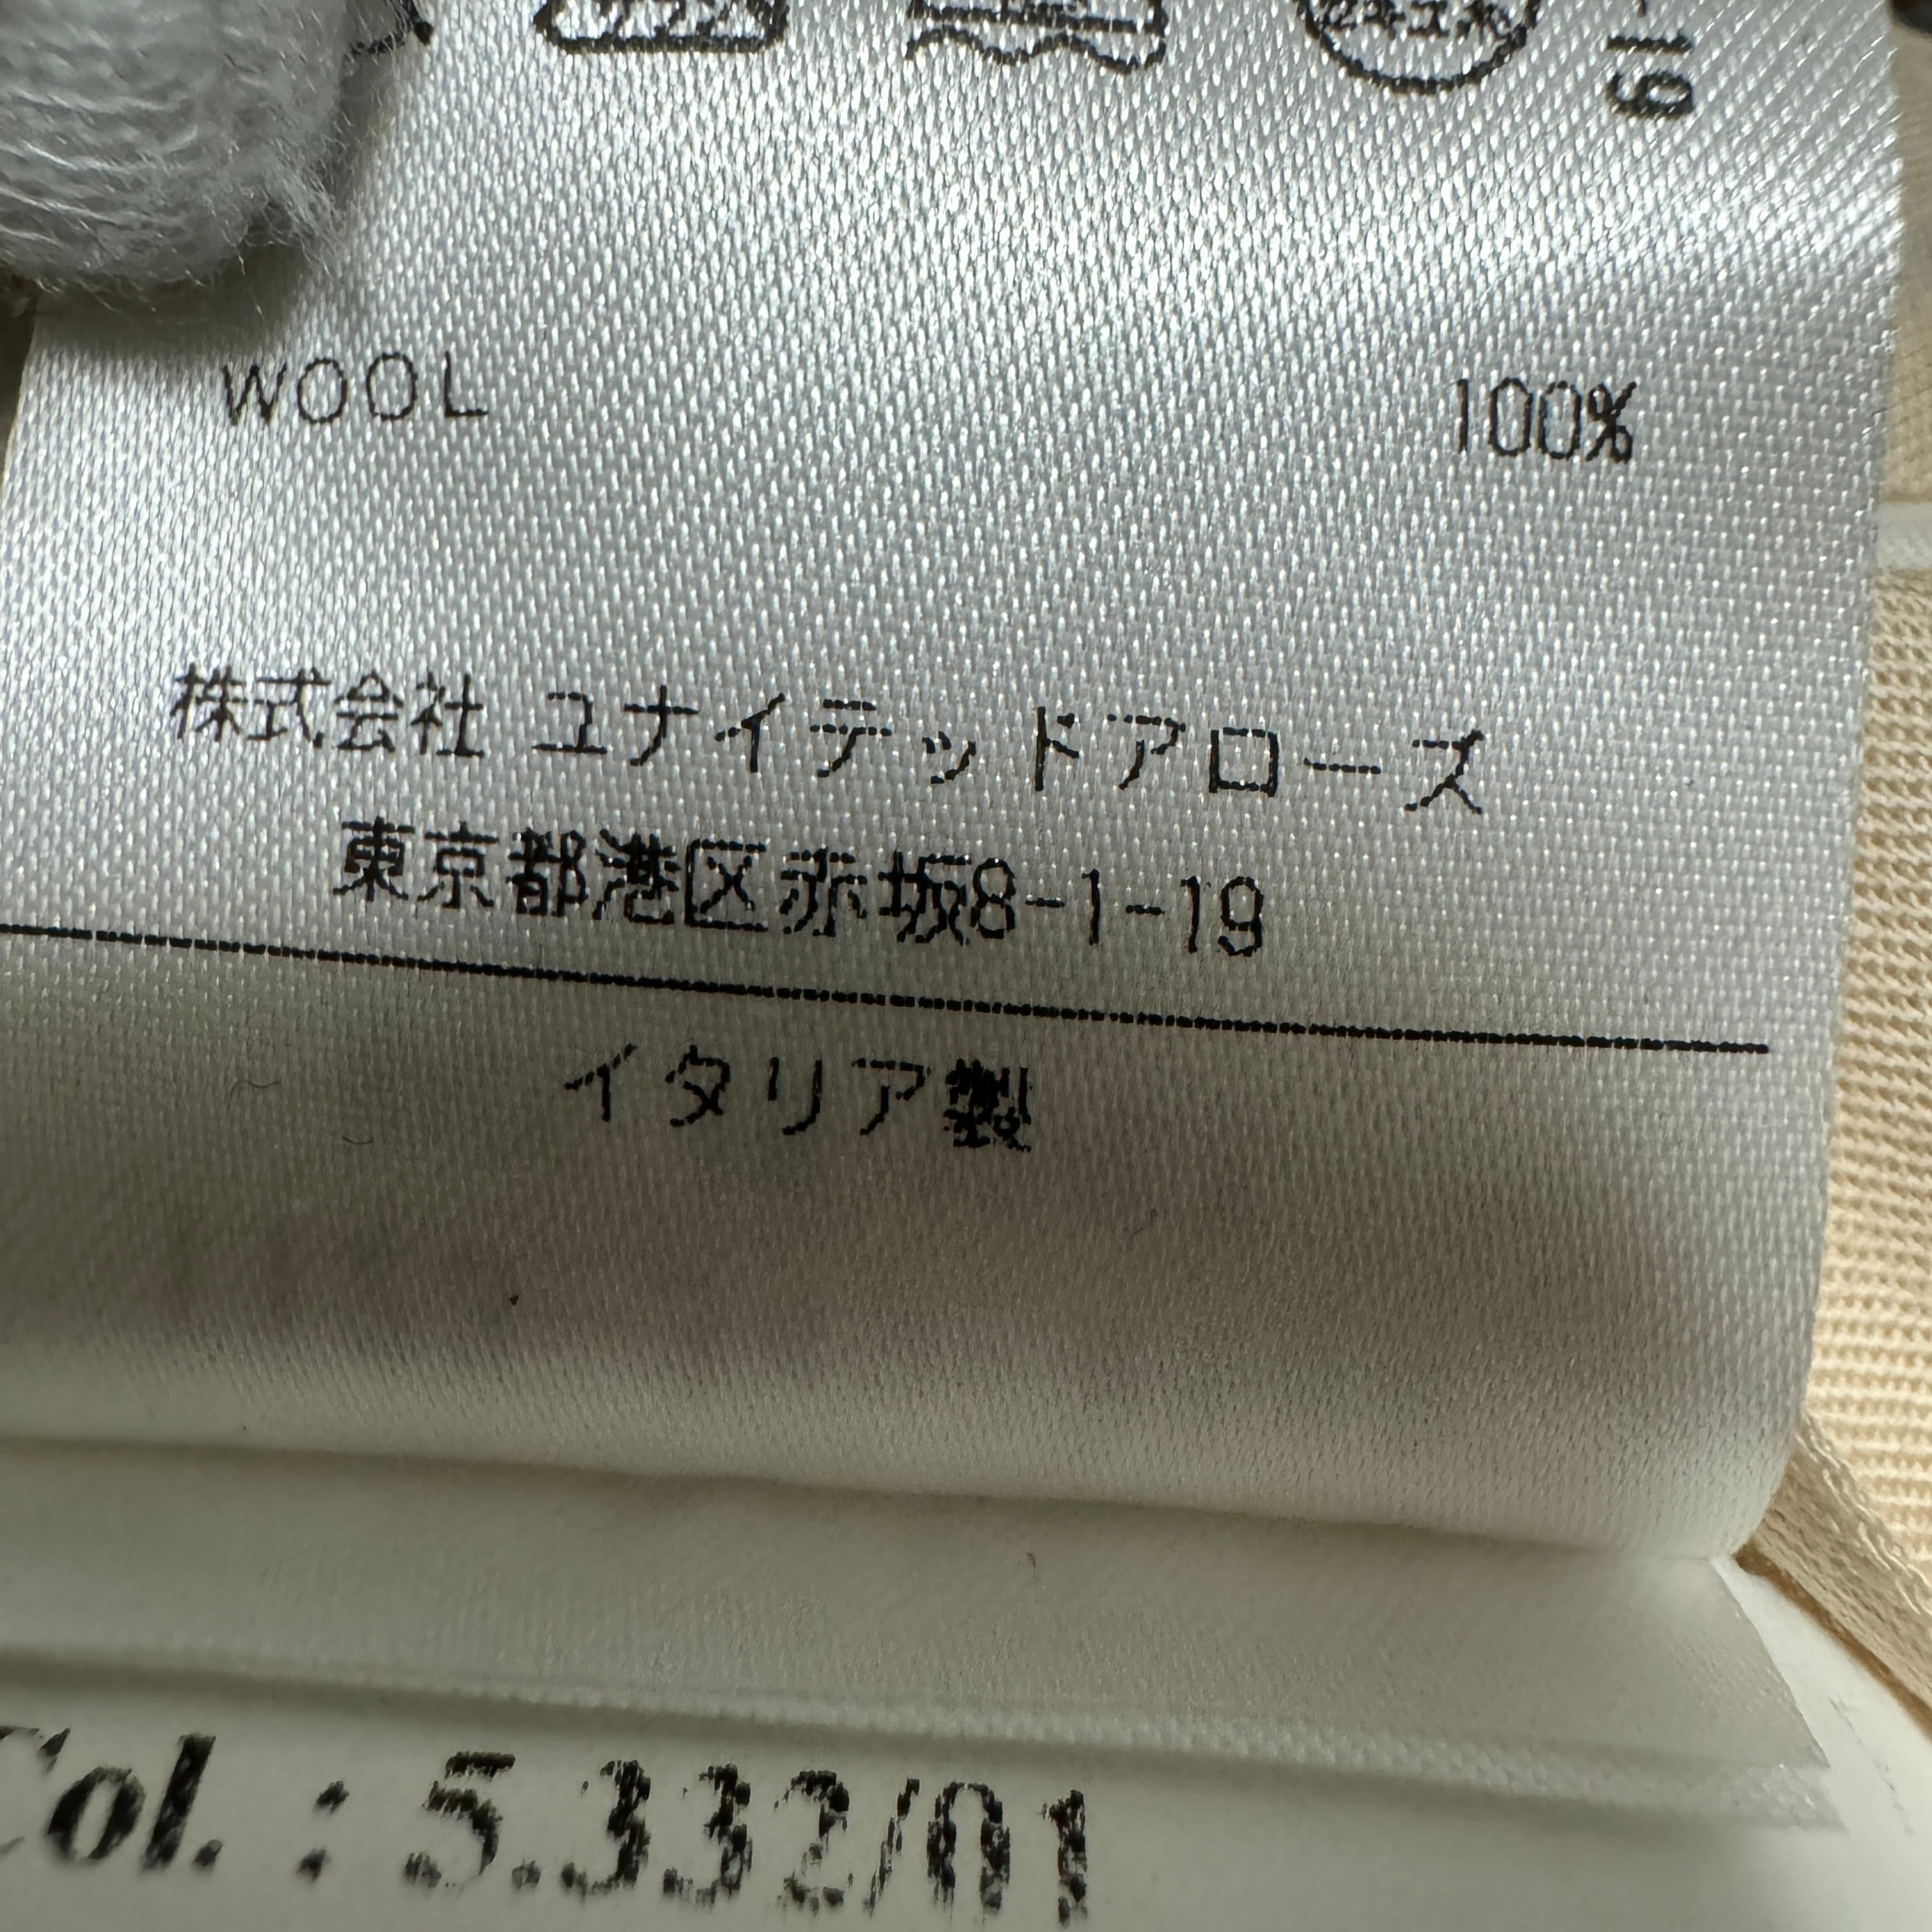 -19
WOOL 100%
株式会社 ユナイテッドアローズ
東京都港区赤坂8-1-19
イタリア製
Col. : 5.332/01